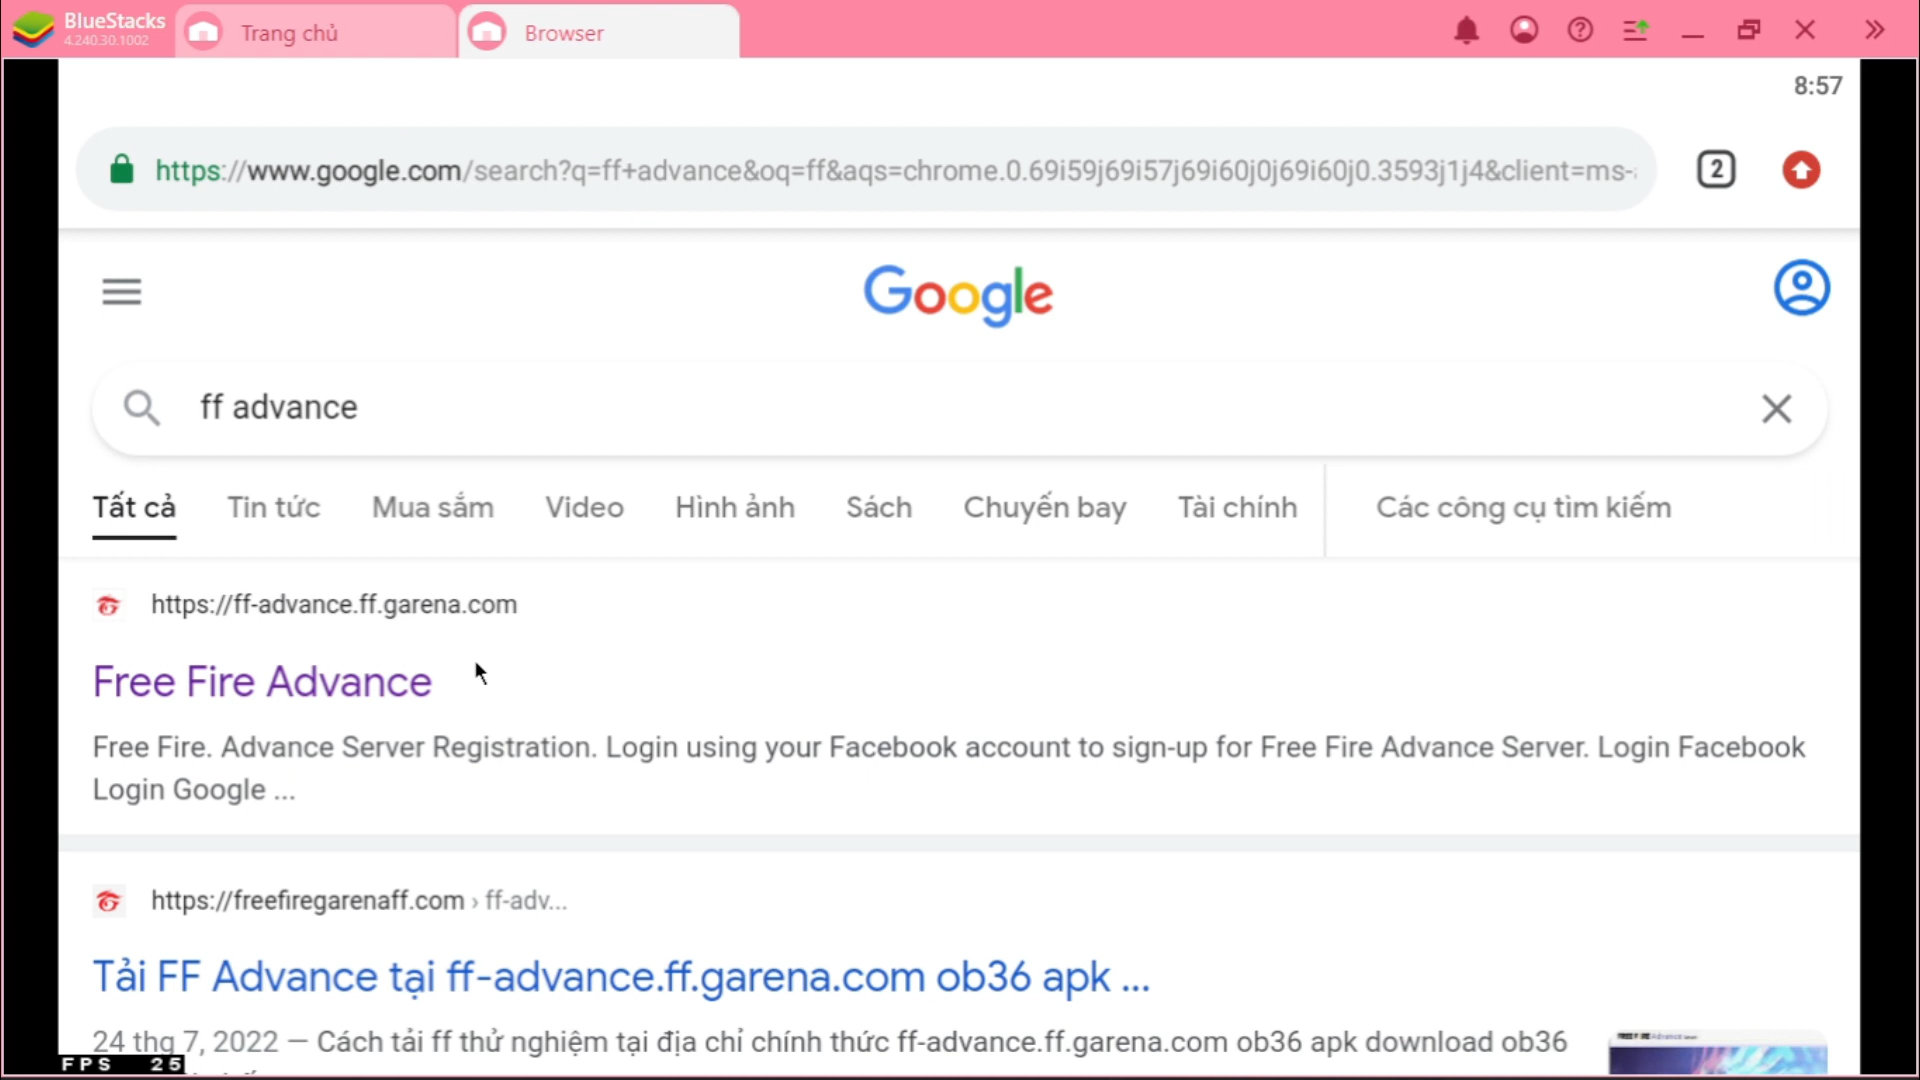 BlueStacks
4.240.30.1002
Trang chủ
Browser
8:57
https://www.google.com/search?q=ff+advance&oq=ff&aqs=chrome.0.69i59j69i57j69i60j0j69i60j0.3593j1j4&client=ms-
2
Google
ff advance
Tất cả Tin tức Mua sắm Video Hình ảnh Sách Chuyến bay Tài chính Các công cụ tìm kiếm
https://ff-advance.ff.garena.com
Free Fire Advance
Free Fire. Advance Server Registration. Login using your Facebook account to sign-up for Free Fire Advance Server. Login Facebook
Login Google ...
https://freefiregarenaff.com › ff-adv...
Tải FF Advance tại ff-advance.ff.garena.com ob36 apk ...
24 thg 7, 2022 — Cách tải ff thử nghiệm tại địa chỉ chính thức ff-advance.ff.garena.com ob36 apk download ob36
FPS 25